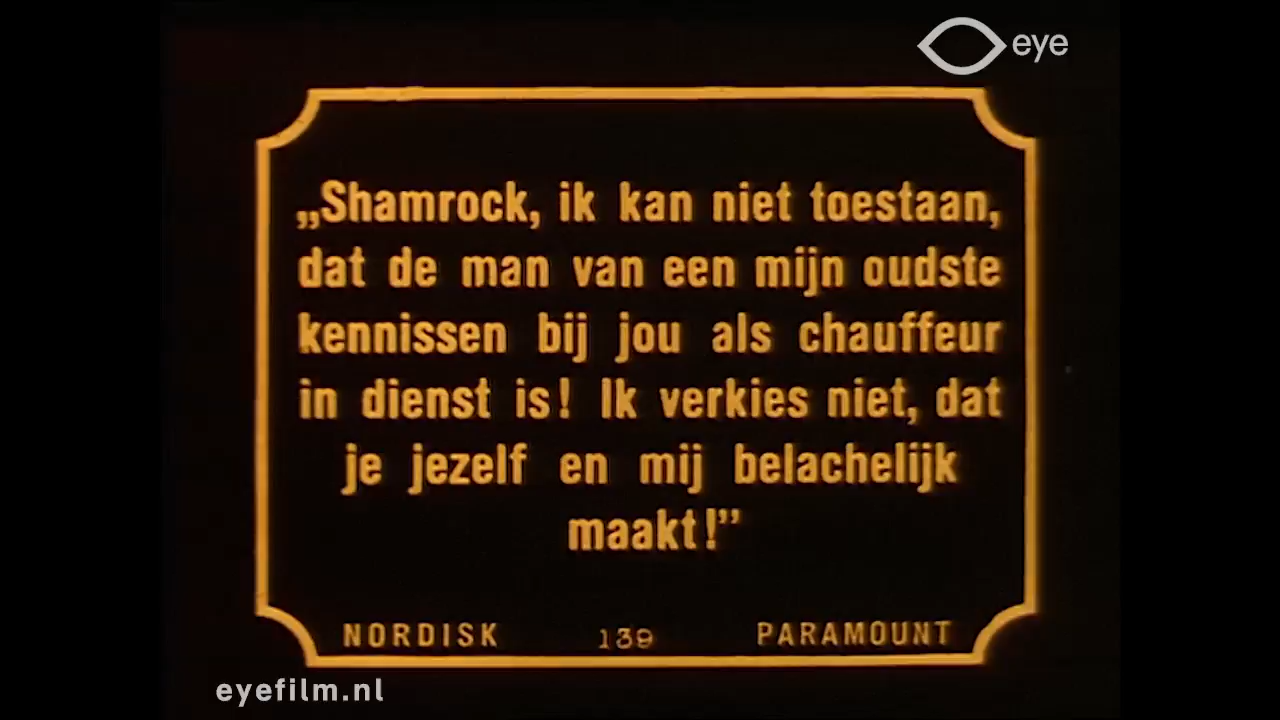 eye
„Shamrock, ik kan niet toestaan,
dat de man van een mijn oudste
kennissen bij jou als chauffeur
in dienst is! Ik verkies niet, dat
je jezelf en mij belachelijk
maakt!”
NORDISK 139 PARAMOUNT
eyefilm.nl